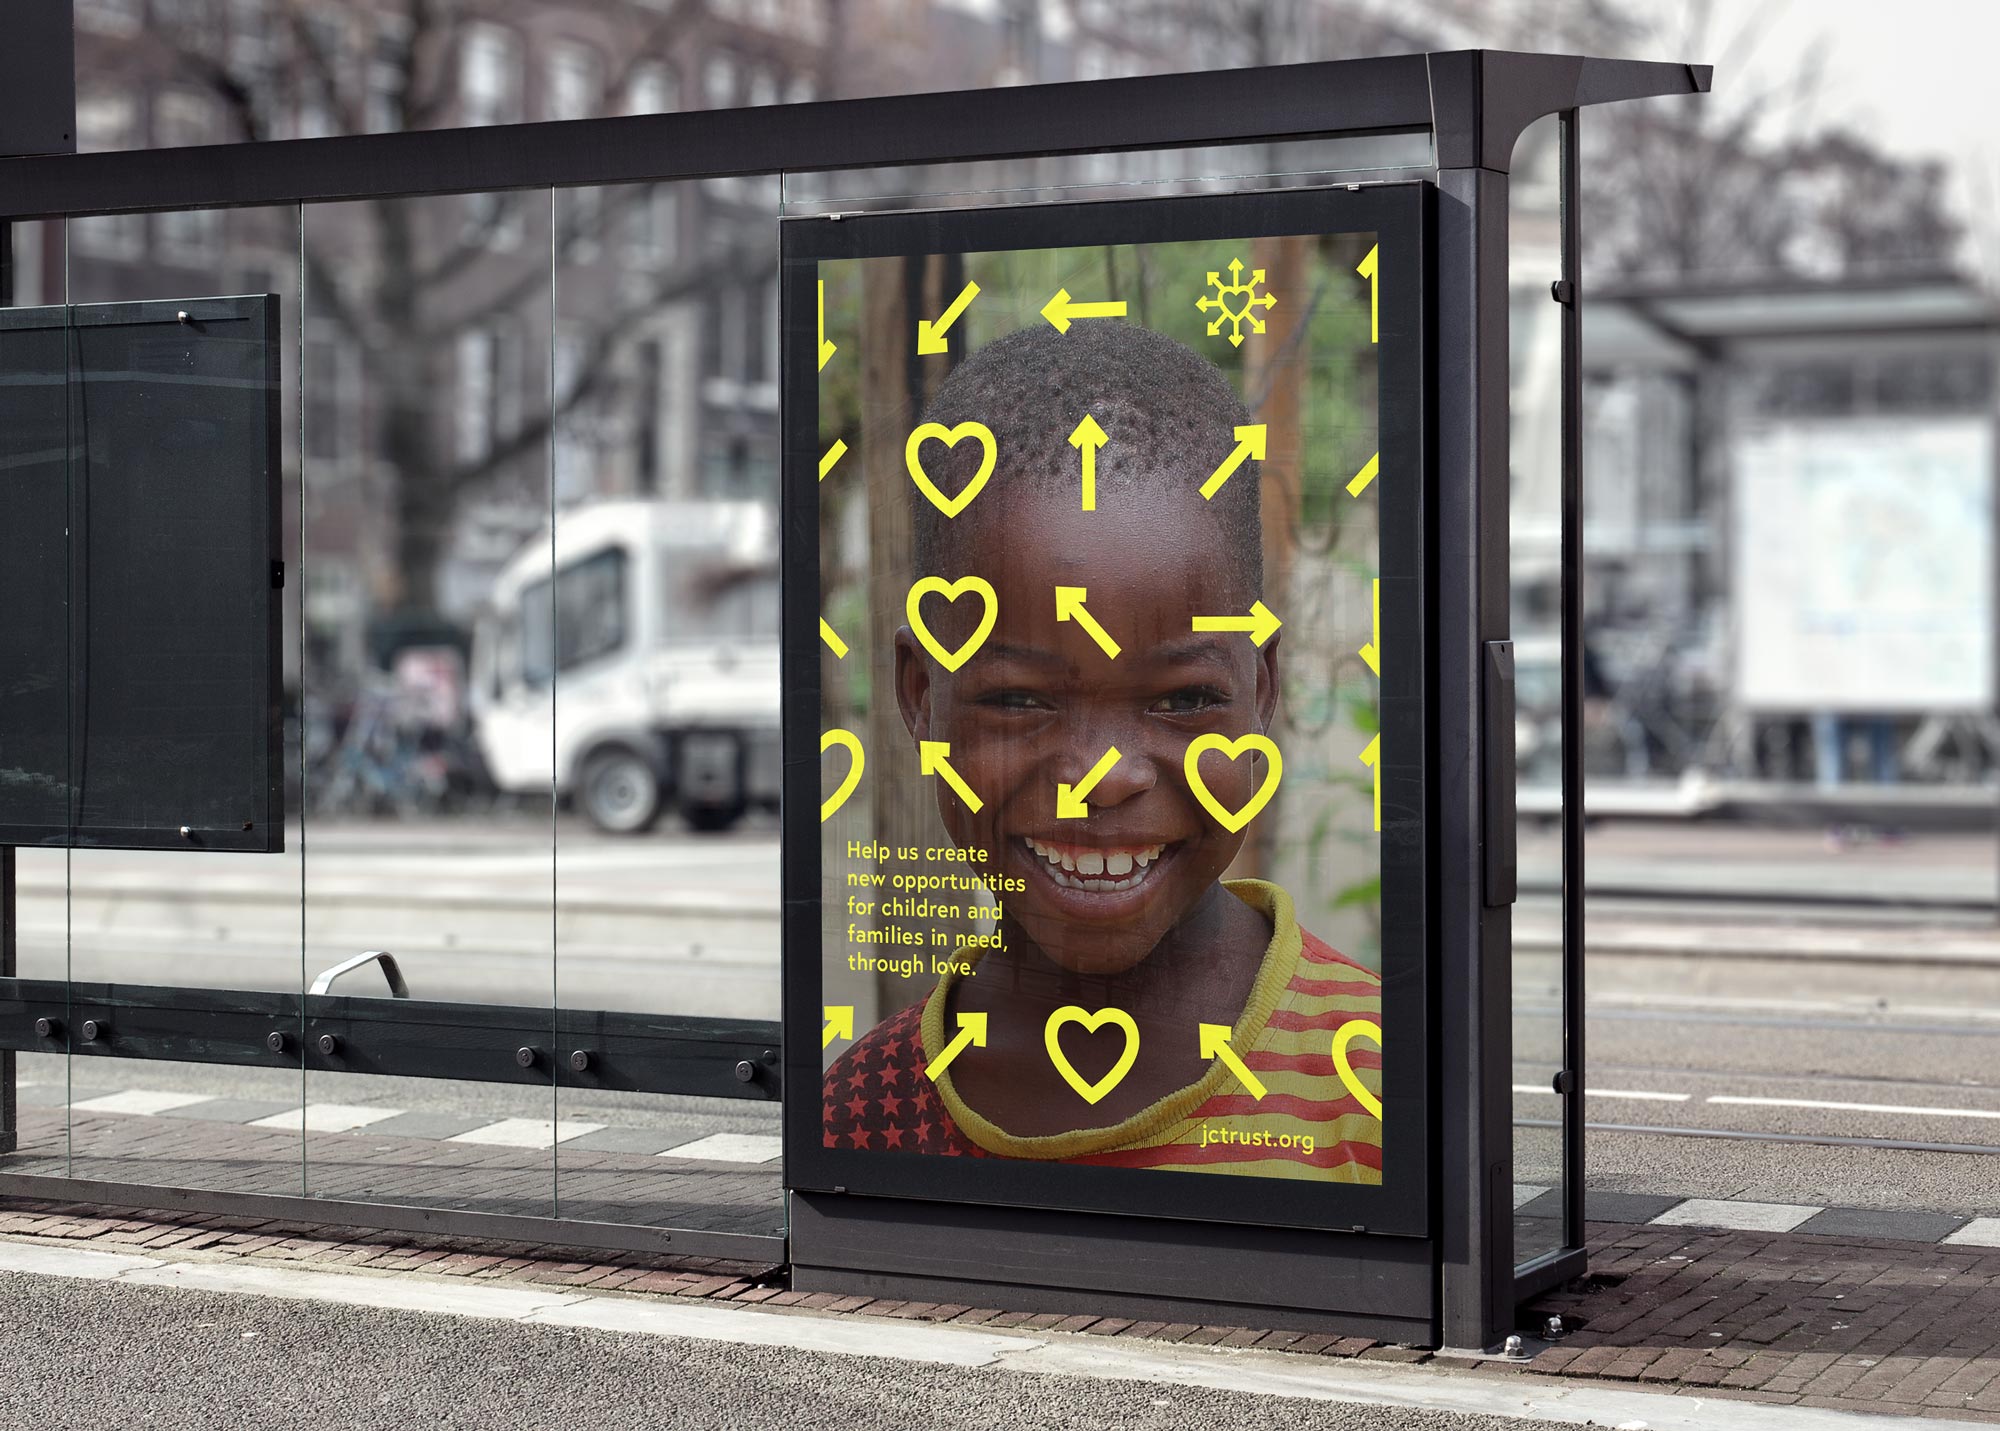 Help us create
new opportunities
for children and
families in need,
through love.
jctrust.org